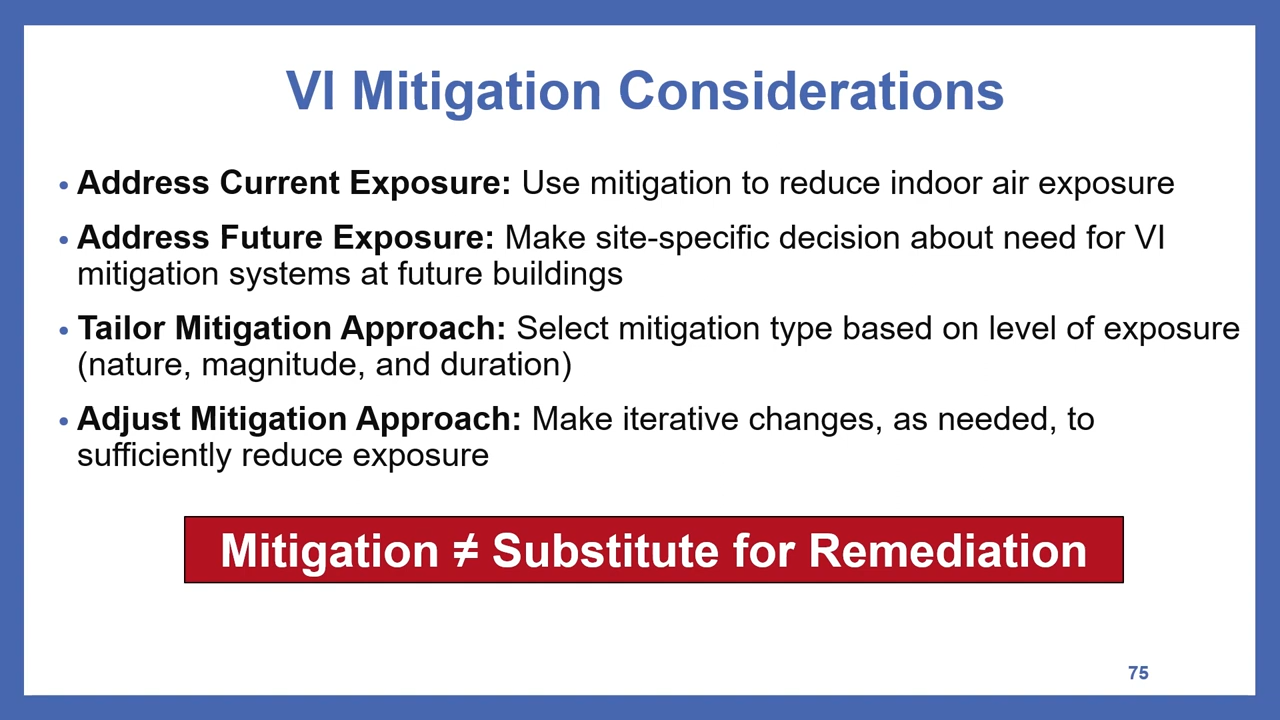 VI Mitigation Considerations
• Address Current Exposure: Use mitigation to reduce indoor air exposure
• Address Future Exposure: Make site-specific decision about need for VI
mitigation systems at future buildings
• Tailor Mitigation Approach: Select mitigation type based on level of exposure
(nature, magnitude, and duration)
• Adjust Mitigation Approach: Make iterative changes, as needed, to
sufficiently reduce exposure
Mitigation ≠ Substitute for Remediation
75